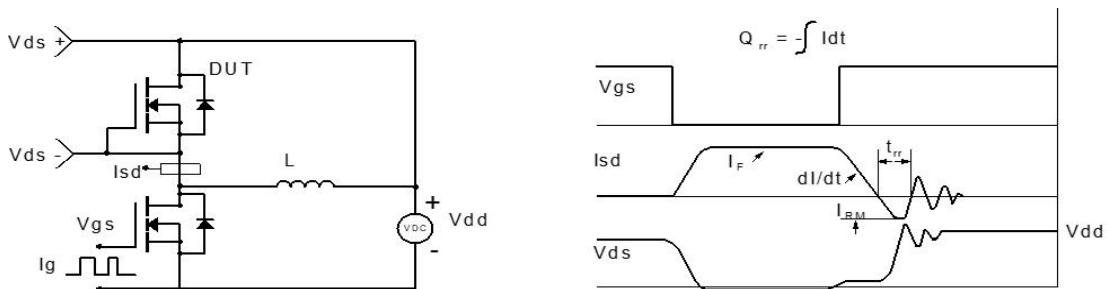 Vds +
DUT
Vds -
Isd
L
Vgs
+
VDC
-
Vdd
Ig
Q rr = -∫ Idt
Vgs
Isd
I F
dI/dt
t rr
I RM
Vds
Vdd